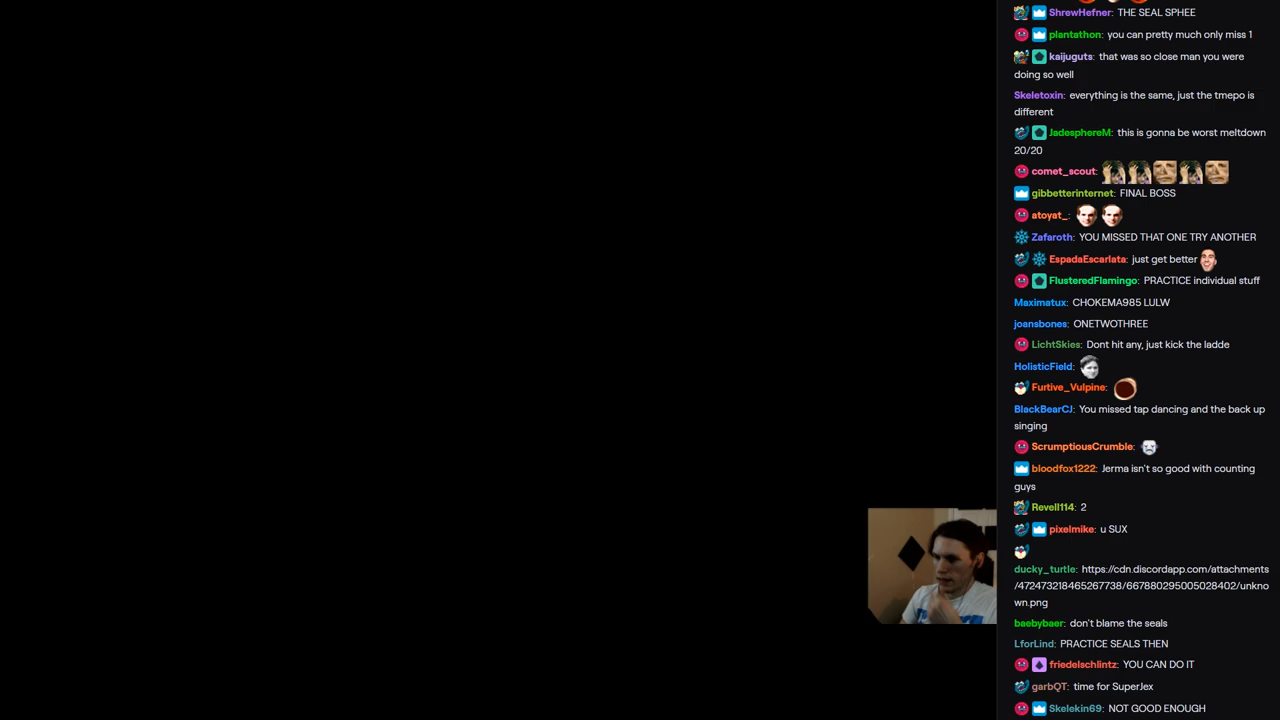 ShrewHefner: THE SEAL SPHEE
plantathon: you can pretty much only miss 1
kaijuguts: that was so close man you were
doing so well
Skeletoxin: everything is the same, just the tmepo is
different
JadesphereM: this is gonna be worst meltdown
20/20
comet_scout:
gibbetterinternet: FINAL BOSS
atoyat_:
Zafaroth: YOU MISSED THAT ONE TRY ANOTHER
EspadaEscarlata: just get better
FlusteredFlamingo: PRACTICE individual stuff
Maximatux: CHOKEMA985 LULW
joansbones: ONETWOTHREE
LichtSkies: Dont hit any, just kick the ladde
HolisticField:
Furtive_Vulpine:
BlackBearCJ: You missed tap dancing and the back up
singing
ScrumptiousCrumble:
bloodfox1222: Jerma isn't so good with counting
guys
Revell114: 2
pixelmike: u SUX
ducky_turtle: https://cdn.discordapp.com/attachments
/472473218465267738/667880295005028402/unkno
wn.png
baebybaer: don't blame the seals
LforLind: PRACTICE SEALS THEN
friedelschlintz: YOU CAN DO IT
garbQT: time for SuperJex
Skelekin69: NOT GOOD ENOUGH